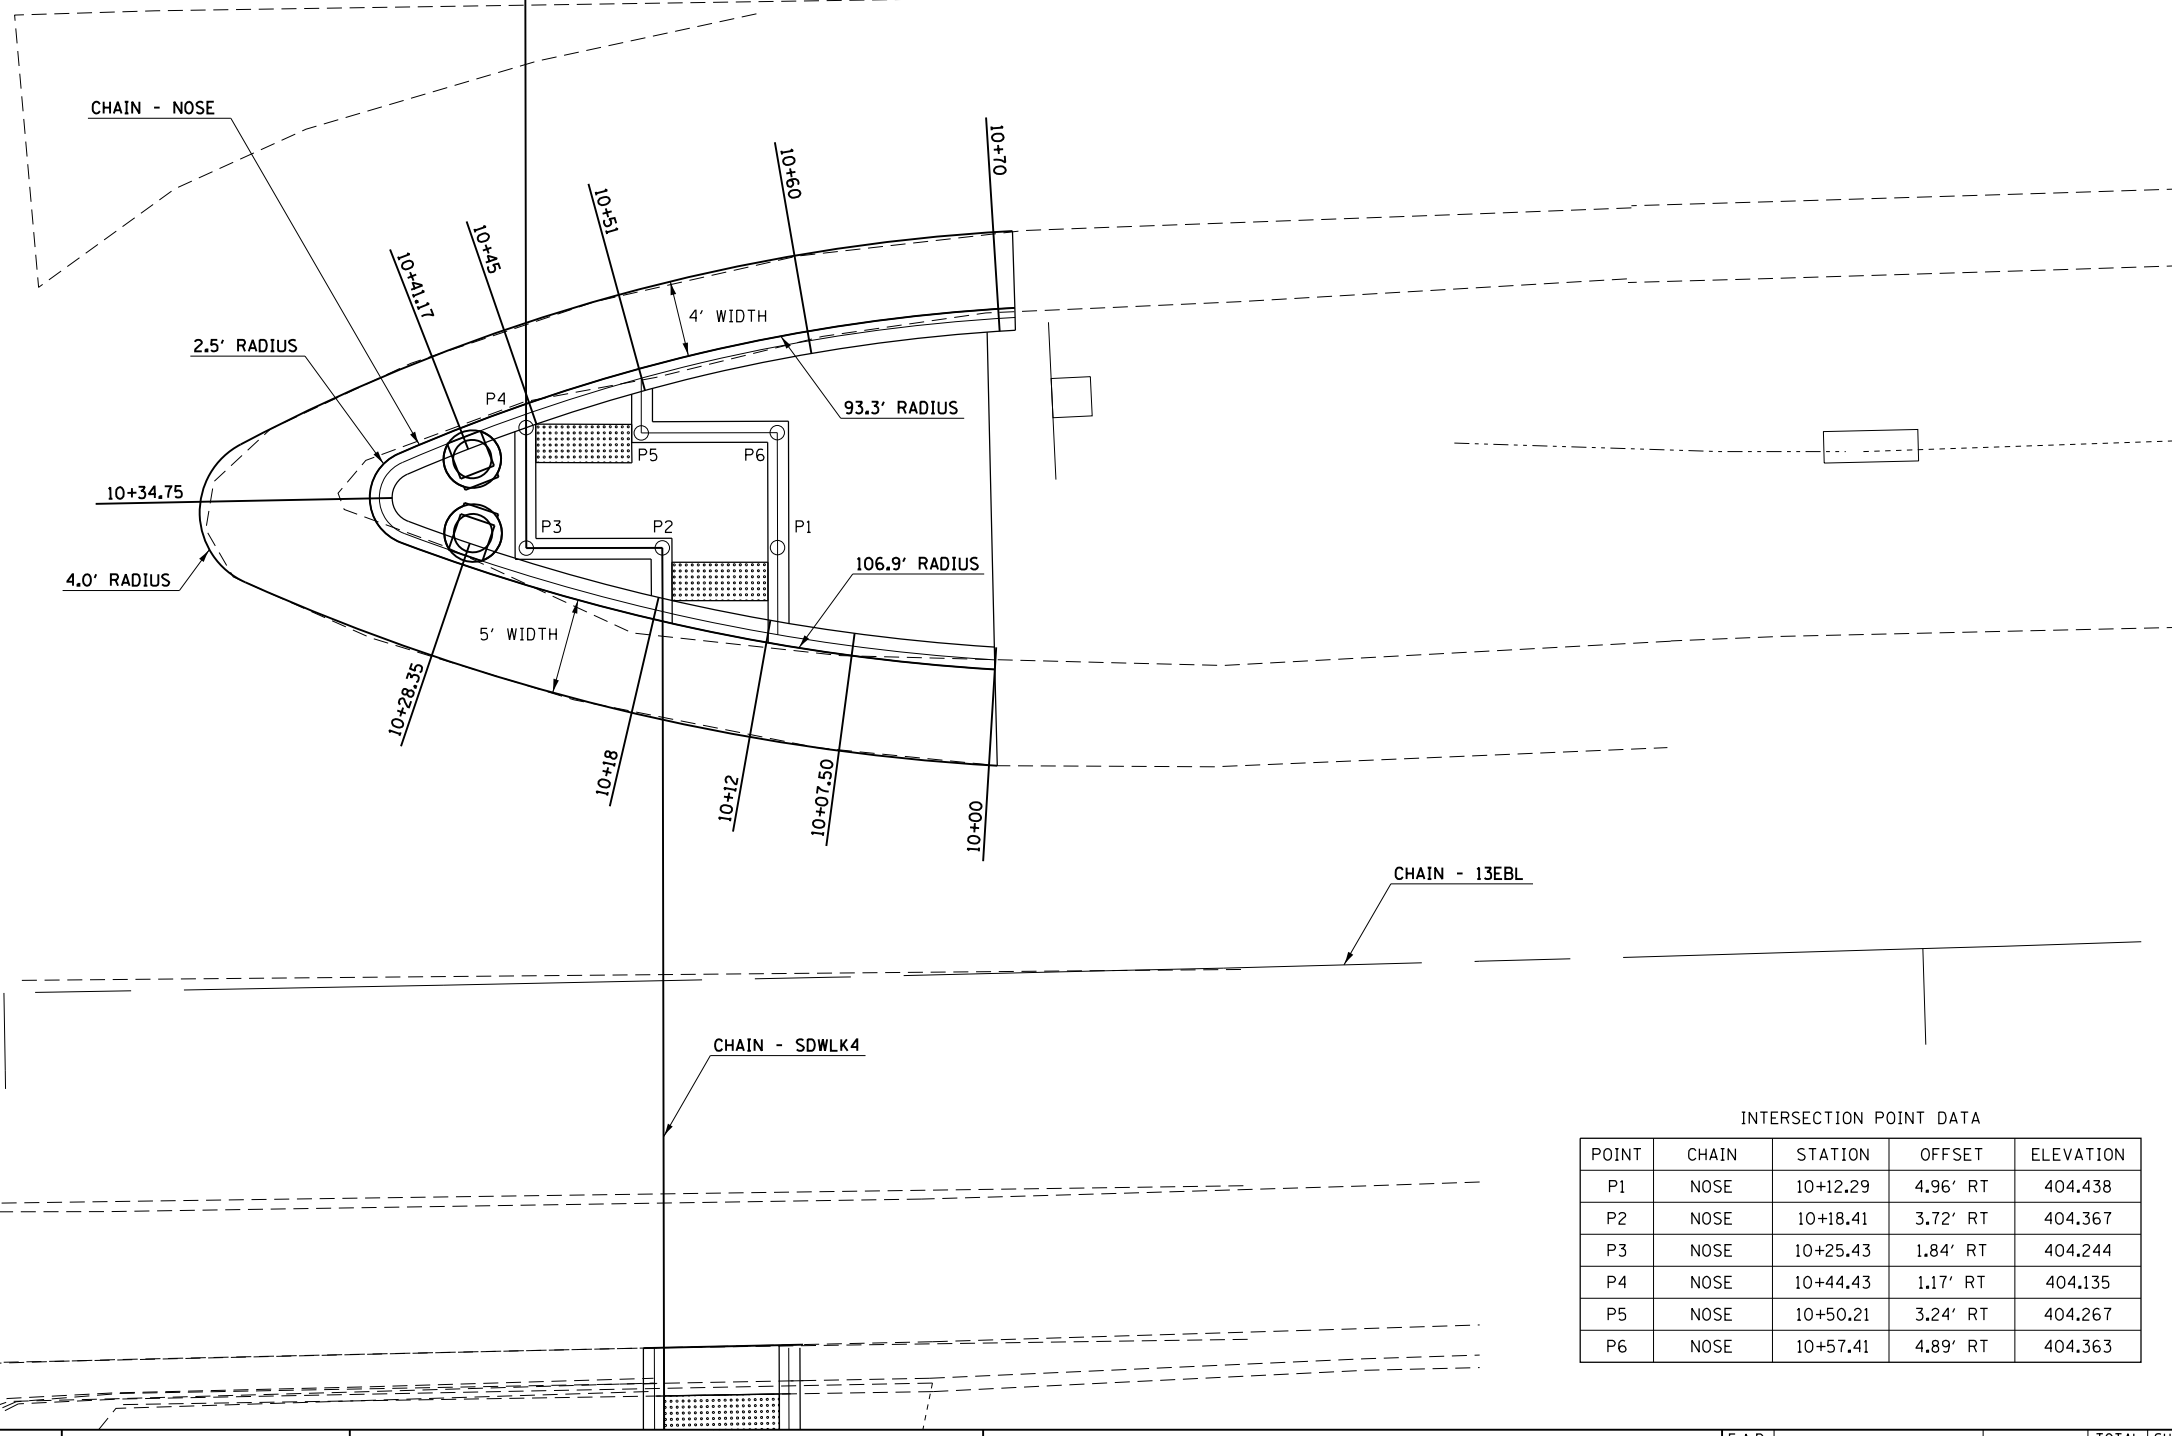 CHAIN - NOSE
10+70
10+60
10+51
10+45
10+41.17
4' WIDTH
2.5' RADIUS
P4
93.3' RADIUS
P5
P6
10+34.75
P3
P2
P1
106.9' RADIUS
4.0' RADIUS
5' WIDTH
10+28.35
10+18
10+12
10+07.50
10+00
CHAIN - 13EBL
CHAIN - SDWLK4
INTERSECTION POINT DATA
POINT CHAIN STATION OFFSET ELEVATION
P1 NOSE 10+12.29 4.96' RT 404.438
P2 NOSE 10+18.41 3.72' RT 404.367
P3 NOSE 10+25.43 1.84' RT 404.244
P4 NOSE 10+44.43 1.17' RT 404.135
P5 NOSE 10+50.21 3.24' RT 404.267
P6 NOSE 10+57.41 4.89' RT 404.363